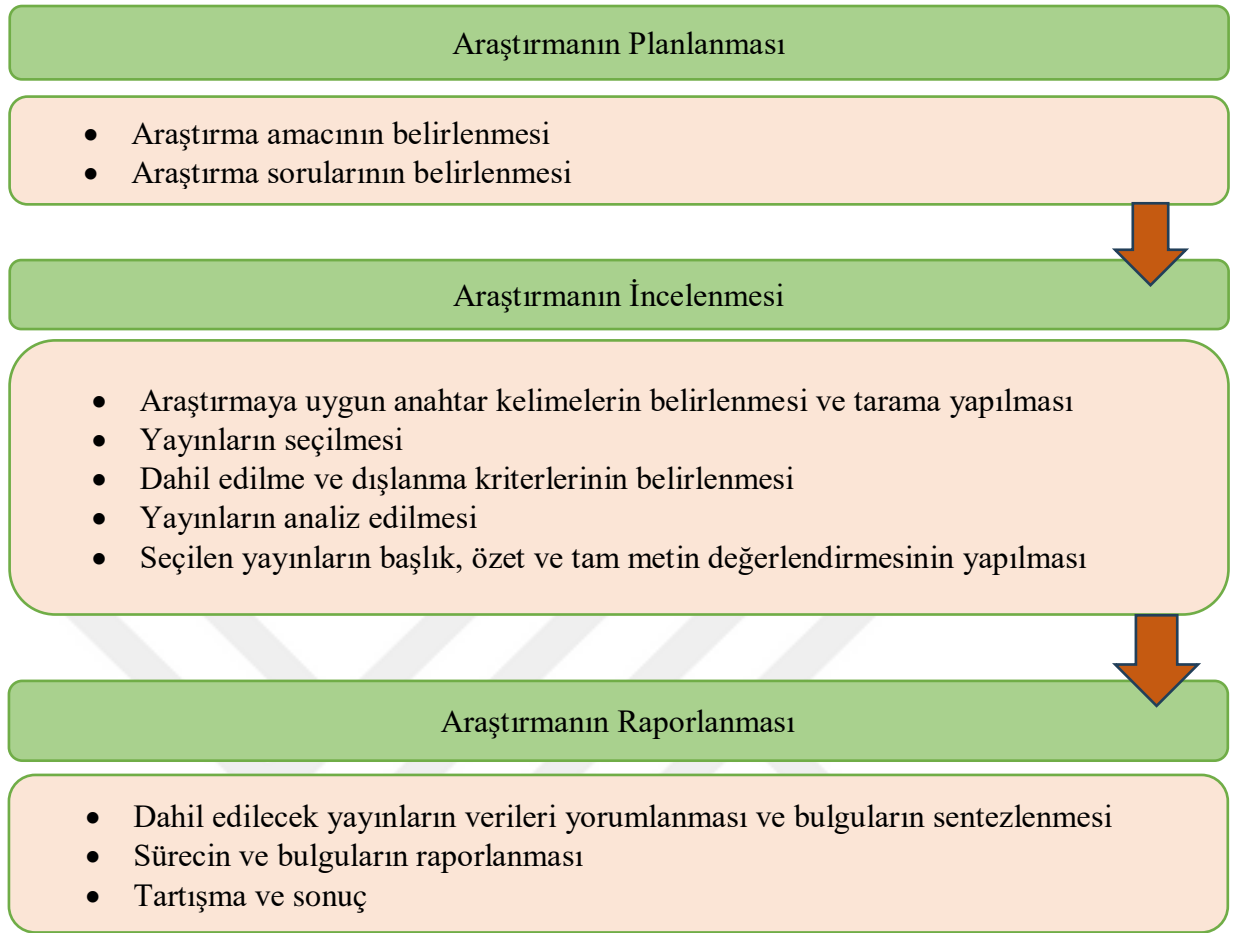 Araştırmanın Planlanması
• Araştırma amacının belirlenmesi
• Araştırma sorularının belirlenmesi
Araştırmanın İncelenmesi
• Araştırmaya uygun anahtar kelimelerin belirlenmesi ve tarama yapılması
• Yayınların seçilmesi
• Dahil edilme ve dışlanma kriterlerinin belirlenmesi
• Yayınların analiz edilmesi
• Seçilen yayınların başlık, özet ve tam metin değerlendirmesinin yapılması
Araştırmanın Raporlanması
• Dahil edilecek yayınların verileri yorumlanması ve bulguların sentezlenmesi
• Sürecin ve bulguların raporlanması
• Tartışma ve sonuç